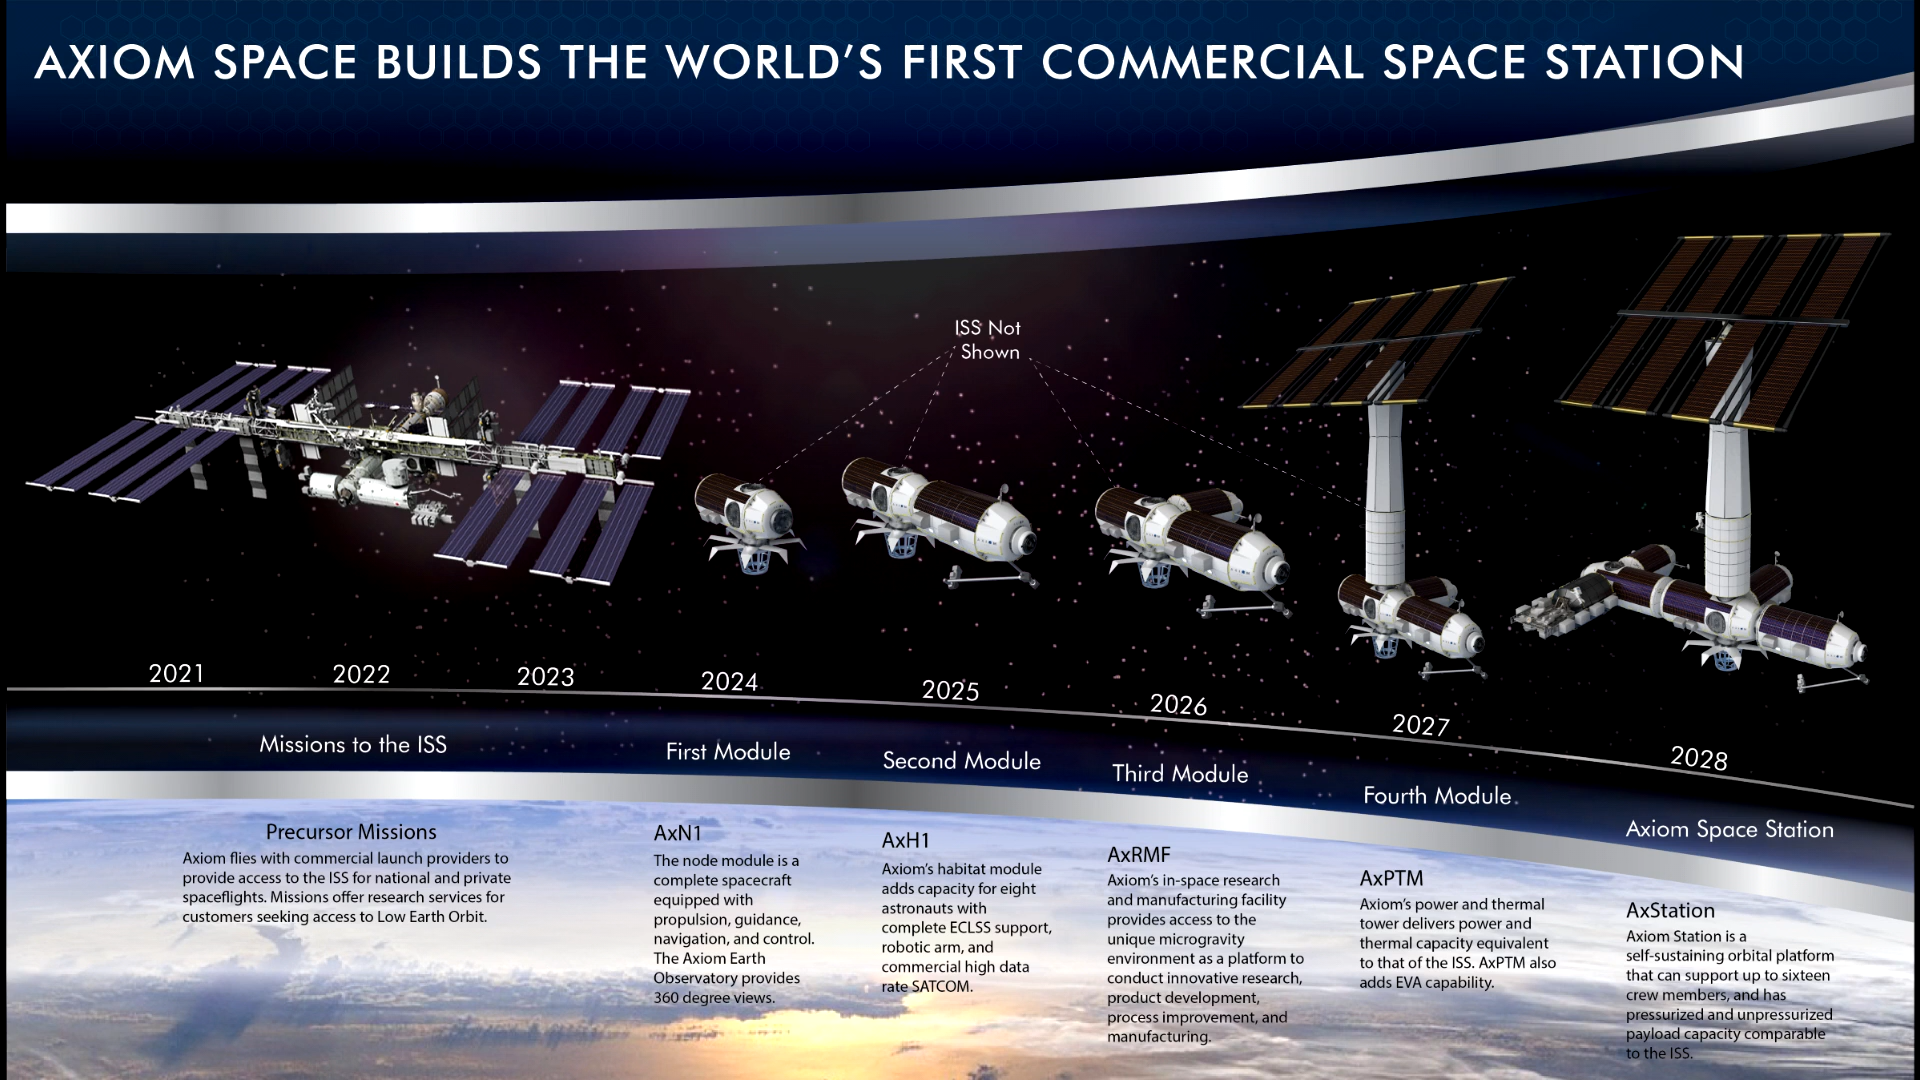 AXIOM SPACE BUILDS THE WORLD’S FIRST COMMERCIAL SPACE STATION
ISS Not
Shown
2021
2022
2023
2024
2025
2026
2027
2028
Missions to the ISS
First Module
Second Module
Third Module
Fourth Module
Axiom Space Station
Precursor Missions
Axiom flies with commercial launch providers to
provide access to the ISS for national and private
spaceflights. Missions offer research services for
customers seeking access to Low Earth Orbit.
AxN1
The node module is a
complete spacecraft
equipped with
propulsion, guidance,
navigation, and control.
The Axiom Earth
Observatory provides
360 degree views.
AxH1
Axiom’s habitat module
adds capacity for eight
astronauts with
complete ECLSS support,
robotic arm, and
commercial high data
rate SATCOM.
AxRMF
Axiom’s in-space research
and manufacturing facility
provides access to the
unique microgravity
environment as a platform to
conduct innovative research,
product development,
process improvement, and
manufacturing.
AxPTM
Axiom’s power and thermal
tower delivers power and
thermal capacity equivalent
to that of the ISS. AxPTM also
adds EVA capability.
AxStation
Axiom Station is a
self-sustaining orbital platform
that can support up to sixteen
crew members, and has
pressurized and unpressurized
payload capacity comparable
to the ISS.